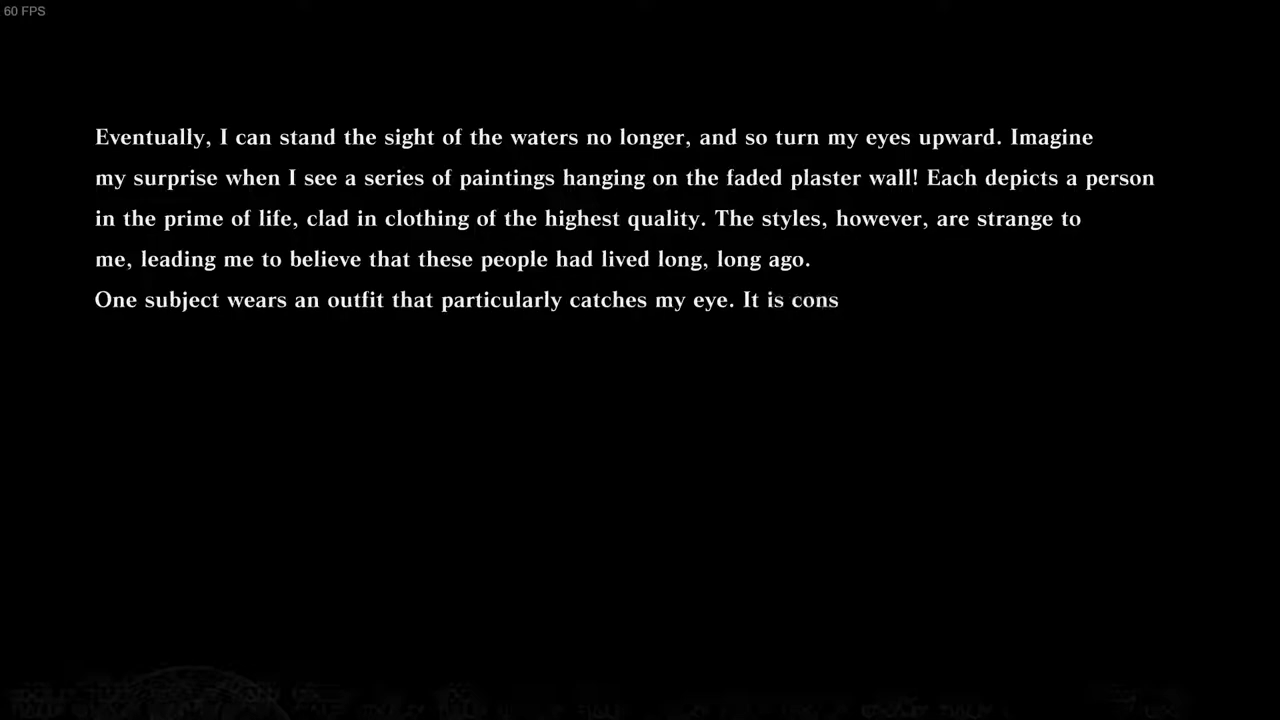 60 FPS
Eventually, I can stand the sight of the waters no longer, and so turn my eyes upward. Imagine
my surprise when I see a series of paintings hanging on the faded plaster wall! Each depicts a person
in the prime of life, clad in clothing of the highest quality. The styles, however, are strange to
me, leading me to believe that these people had lived long, long ago.
One subject wears an outfit that particularly catches my eye. It is cons